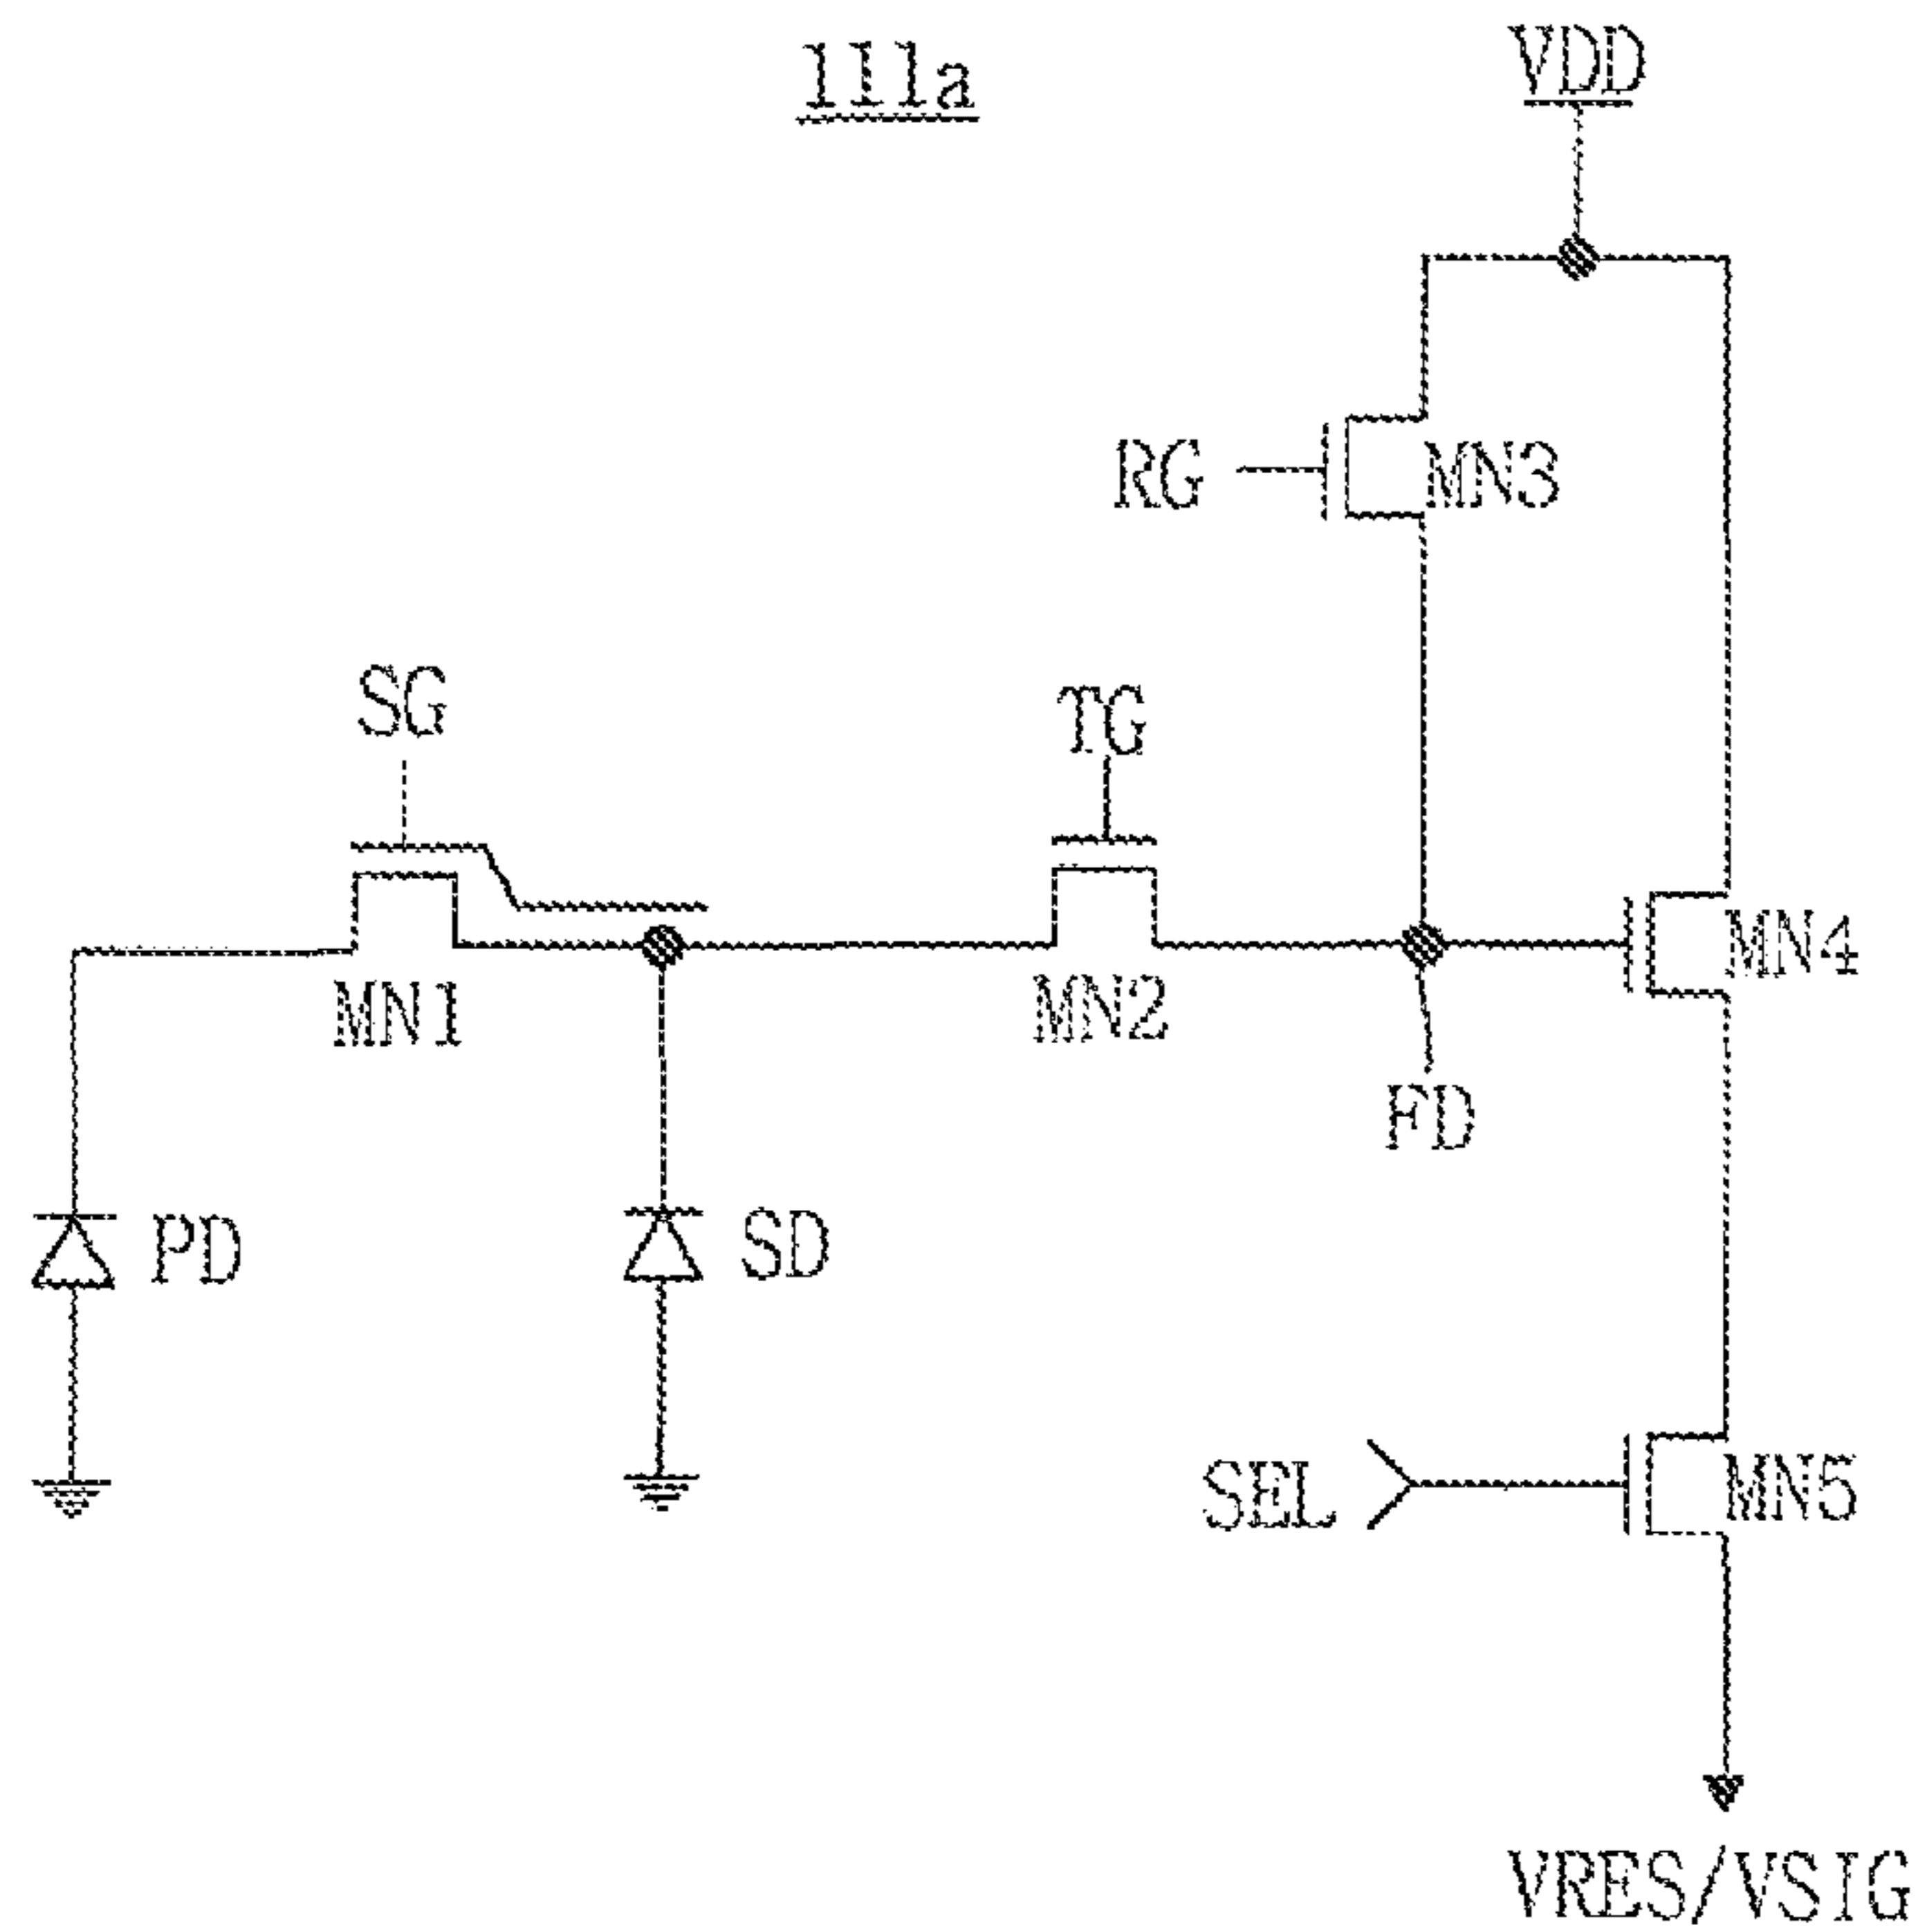 111a
VDD
RG
MN3
SG
TG
MN4
MN1
MN2
FD
PD
SD
SEL
MN5
VRES/VSIG